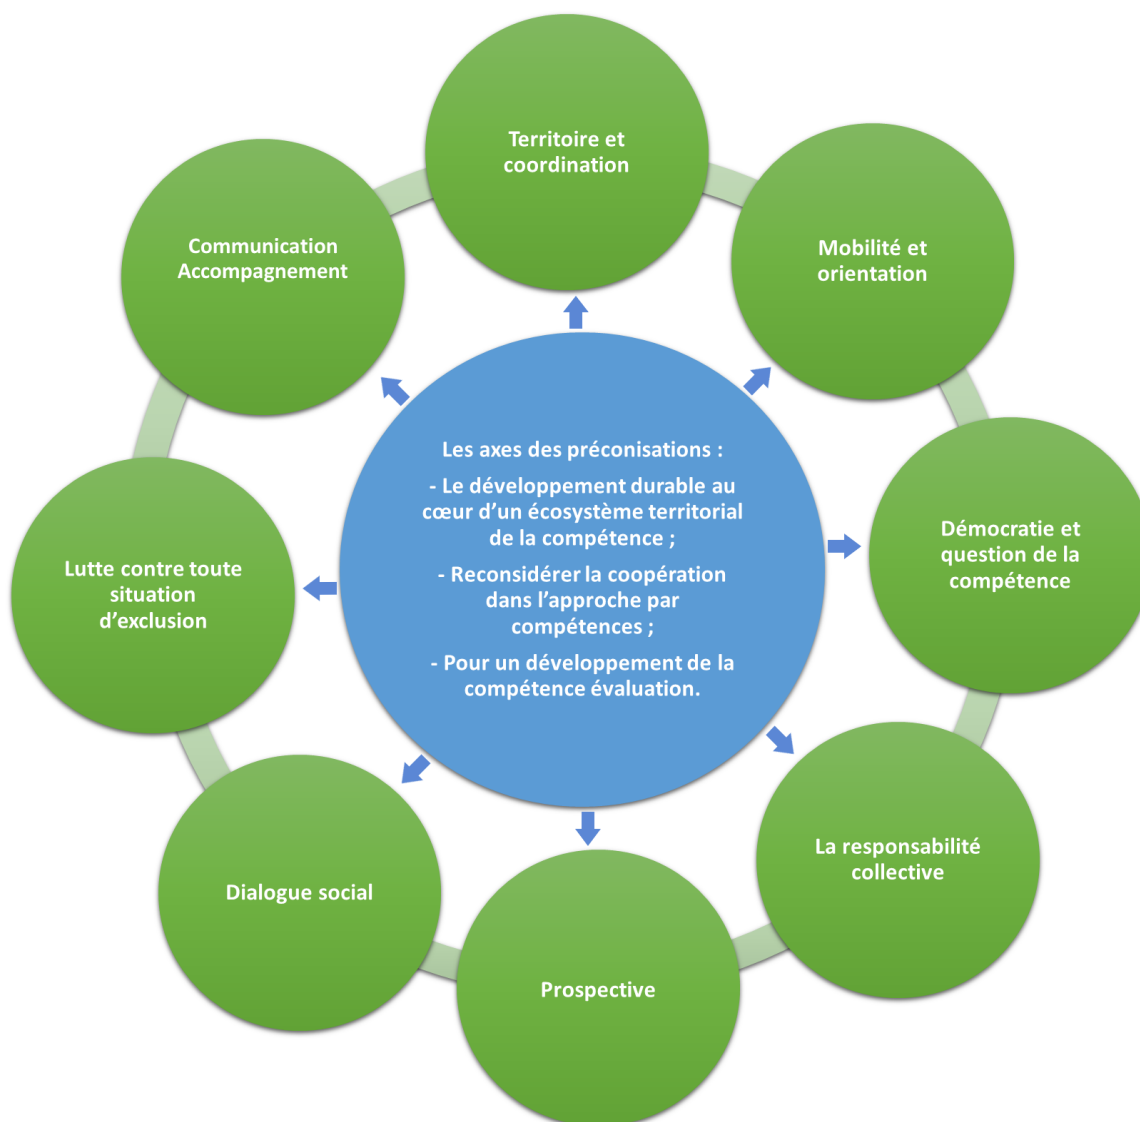 Territoire et
coordination
Mobilité et
orientation
Démocratie et
question de la
compétence
La responsabilité
collective
Prospective
Dialogue social
Lutte contre toute
situation
d’exclusion
Communication
Accompagnement
Les axes des préconisations :
- Le développement durable au
cœur d’un écosystème territorial
de la compétence ;
- Reconsidérer la coopération
dans l’approche par
compétences ;
- Pour un développement de la
compétence évaluation.